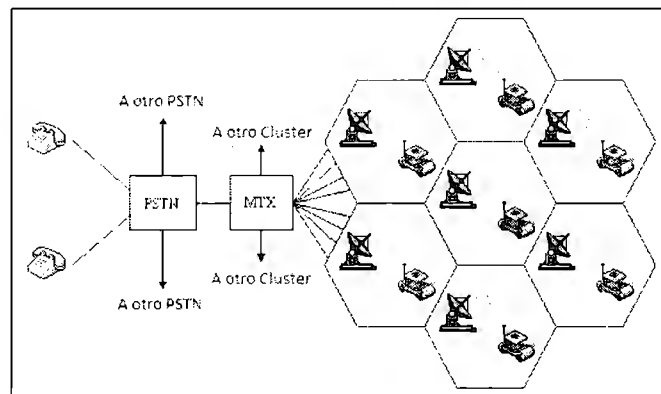 A otro PSTN
A otro Cluster
PSTN
MTX
A otro Cluster
A otro PSTN